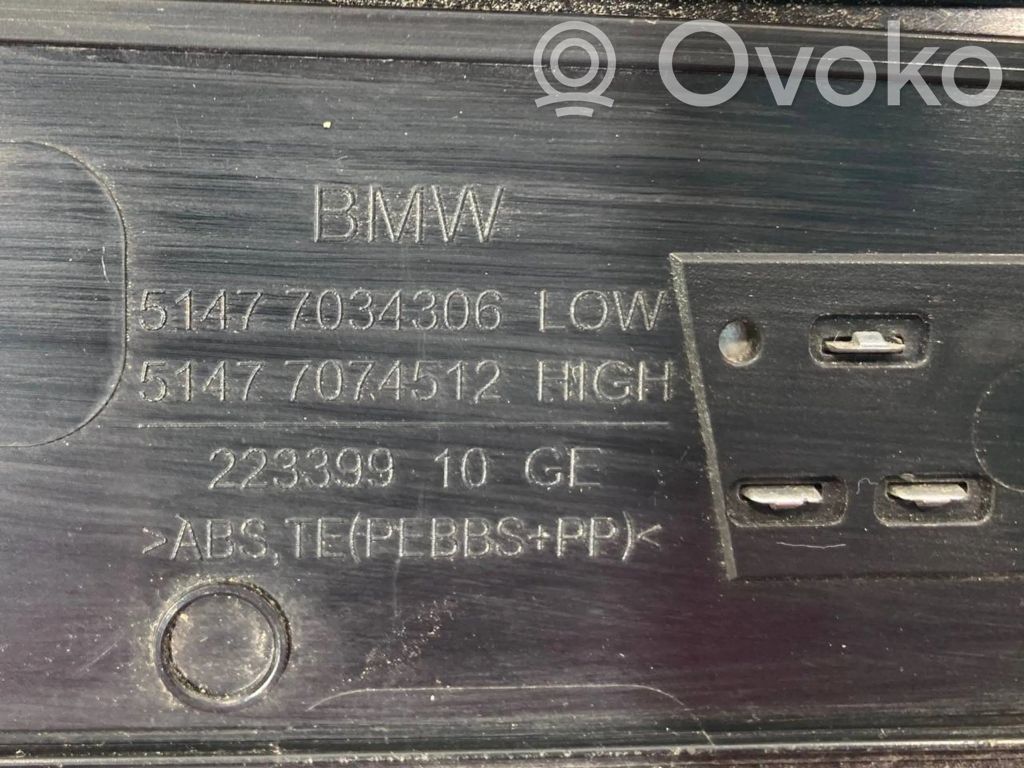 Ovoko
BMW
5147 7034306 LOW
5147 7074512 HIGH
223399 10 GE
>ABS,TE(PEBBS+PP)<